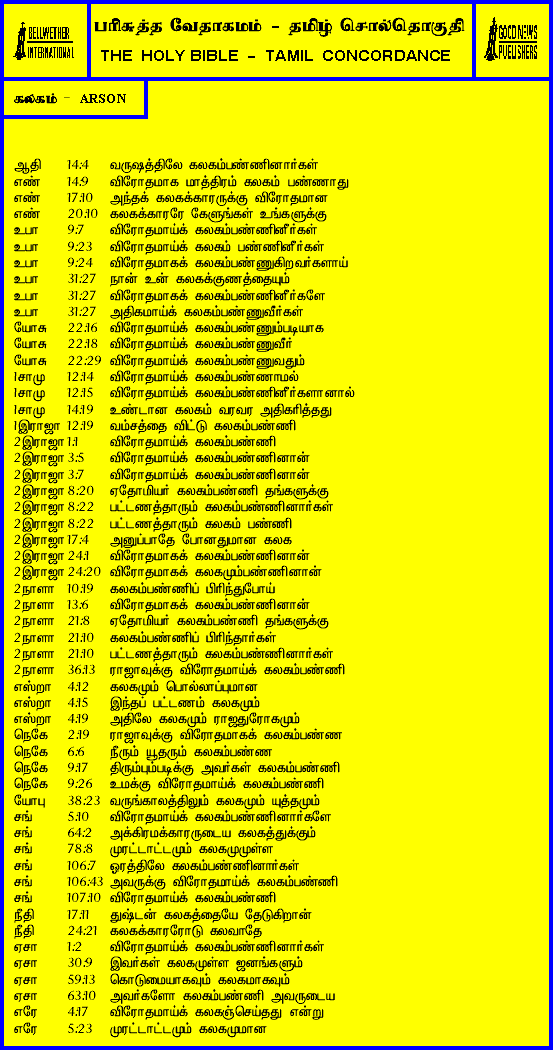 BELLWETHER
INTERNATIONAL
பரிசுத்த வேதாகமம் - தமிழ் சொல்தொகுதி
THE HOLY BIBLE - TAMIL CONCORDANCE
GOOD NEWS
PUBLISHERS
கலகம் - ARSON
ஆதி 14:4 வருஷத்திலே கலகம்பண்ணினார்கள்
எண் 14:9 விரோதமாக மாத்திரம் கலகம் பண்ணாது
எண் 17:10 அந்தக் கலகக்காரருக்கு விரோதமான
எண் 20:10 கலகக்காரரே கேளுங்கள் உங்களுக்கு
உபா 9:7 விரோதமாய்க் கலகம்பண்ணினீர்கள்
உபா 9:23 விரோதமாய்க் கலகம் பண்ணினீர்கள்
உபா 9:24 விரோதமாகக் கலகம்பண்ணுகிறவர்களாய்
உபா 31:27 நான் உன் கலகக்குணத்தையும்
உபா 31:27 விரோதமாகக் கலகம்பண்ணினீர்களே
உபா 31:27 அதிகமாய்க் கலகம்பண்ணுவீர்கள்
யோசு 22:16 விரோதமாய்க் கலகம்பண்ணும்படியாக
யோசு 22:18 விரோதமாய்க் கலகம்பண்ணுவீர்
யோசு 22:29 விரோதமாய்க் கலகம்பண்ணுவதும்
1சாமு 12:14 விரோதமாய்க் கலகம்பண்ணாமல்
1சாமு 12:15 விரோதமாய்க் கலகம்பண்ணினீர்களானால்
1சாமு 14:19 உண்டான கலகம் வரவர அதிகரித்தது
1இராஜா 12:19 வம்சத்தை விட்டு கலகம்பண்ணி
2இராஜா 1:1 விரோதமாய்க் கலகம்பண்ணி
2இராஜா 3:5 விரோதமாய்க் கலகம்பண்ணினான்
2இராஜா 3:7 விரோதமாய்க் கலகம்பண்ணினான்
2இராஜா 8:20 ஏதோமியர் கலகம்பண்ணி தங்களுக்கு
2இராஜா 8:22 பட்டணத்தாரும் கலகம்பண்ணினார்கள்
2இராஜா 8:22 பட்டணத்தாரும் கலகம் பண்ணி
2இராஜா 17:4 அனுப்பாதே போனதுமான கலக
2இராஜா 24:1 விரோதமாகக் கலகம்பண்ணினான்
2இராஜா 24:20 விரோதமாகக் கலகமும்பண்ணினான்
2நாளா 10:19 கலகம்பண்ணிப் பிரிந்துபோய்
2நாளா 13:6 விரோதமாகக் கலகம்பண்ணினான்
2நாளா 21:8 ஏதோமியர் கலகம்பண்ணி தங்களுக்கு
2நாளா 21:10 கலகம்பண்ணிப் பிரிந்தார்கள்
2நாளா 21:10 பட்டணத்தாரும் கலகம்பண்ணினார்கள்
2நாளா 36:13 ராஜாவுக்கு விரோதமாய்க் கலகம்பண்ணி
எஸ்றா 4:12 கலகமும் பொல்லாப்புமான
எஸ்றா 4:15 இந்தப் பட்டணம் கலகமும்
எஸ்றா 4:19 அதிலே கலகமும் ராஜதுரோகமும்
நெகே 2:19 ராஜாவுக்கு விரோதமாகக் கலகம்பண்ண
நெகே 6:6 நீரும் யூதரும் கலகம்பண்ண
நெகே 9:17 திரும்பும்படிக்கு அவர்கள் கலகம்பண்ணி
நெகே 9:26 உமக்கு விரோதமாய்க் கலகம்பண்ணி
யோபு 38:23 வருங்காலத்திலும் கலகமும் யுத்தமும்
சங் 5:10 விரோதமாய்க் கலகம்பண்ணினார்களே
சங் 64:2 அக்கிரமக்காரருடைய கலகத்துக்கும்
சங் 78:8 முரட்டாட்டமும் கலகமுமுள்ள
சங் 106:7 ஓரத்திலே கலகம்பண்ணினார்கள்
சங் 106:43 அவருக்கு விரோதமாய்க் கலகம்பண்ணி
சங் 107:10 விரோதமாய்க் கலகம்பண்ணி
நீதி 17:11 துஷ்டன் கலகத்தையே தேடுகிறான்
நீதி 24:21 கலகக்காரரோடு கலவாதே
ஏசா 1:2 விரோதமாய்க் கலகம்பண்ணினார்கள்
ஏசா 30:9 இவர்கள் கலகமுள்ள ஜனங்களும்
ஏசா 59:13 கொடுமையாகவும் கலகமாகவும்
ஏசா 63:10 அவர்களோ கலகம்பண்ணி அவருடைய
எரே 4:17 விரோதமாய்க் கலகஞ்செய்தது என்று
எரே 5:23 முரட்டாட்டமும் கலகமுமான